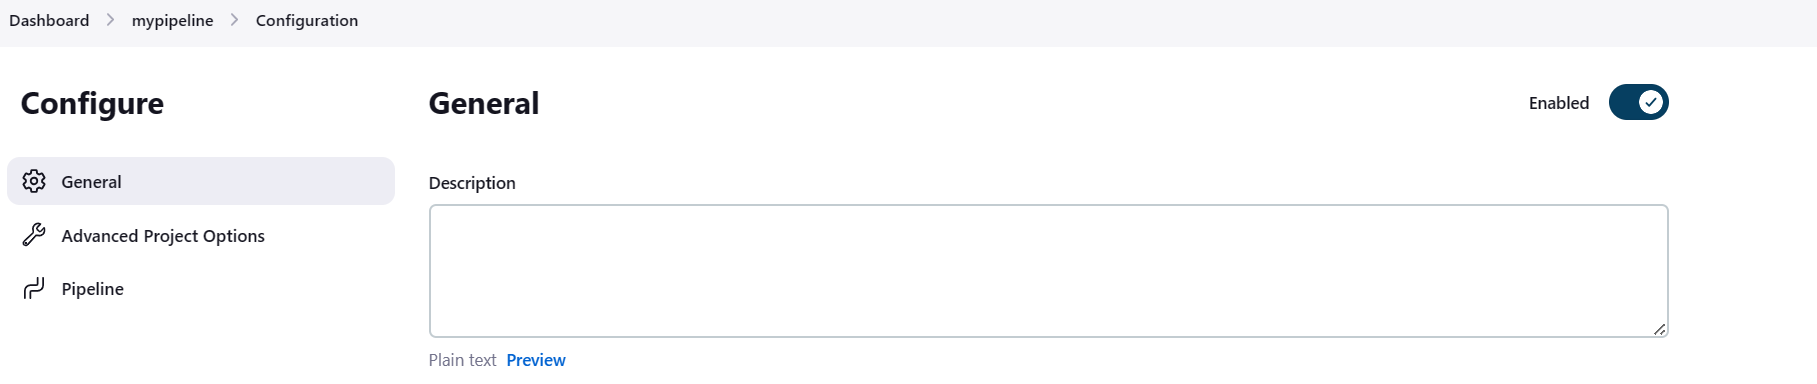 Dashboard mypipeline Configuration
Configure
General
Advanced Project Options
Pipeline
General
Enabled
Description
Plain text Preview